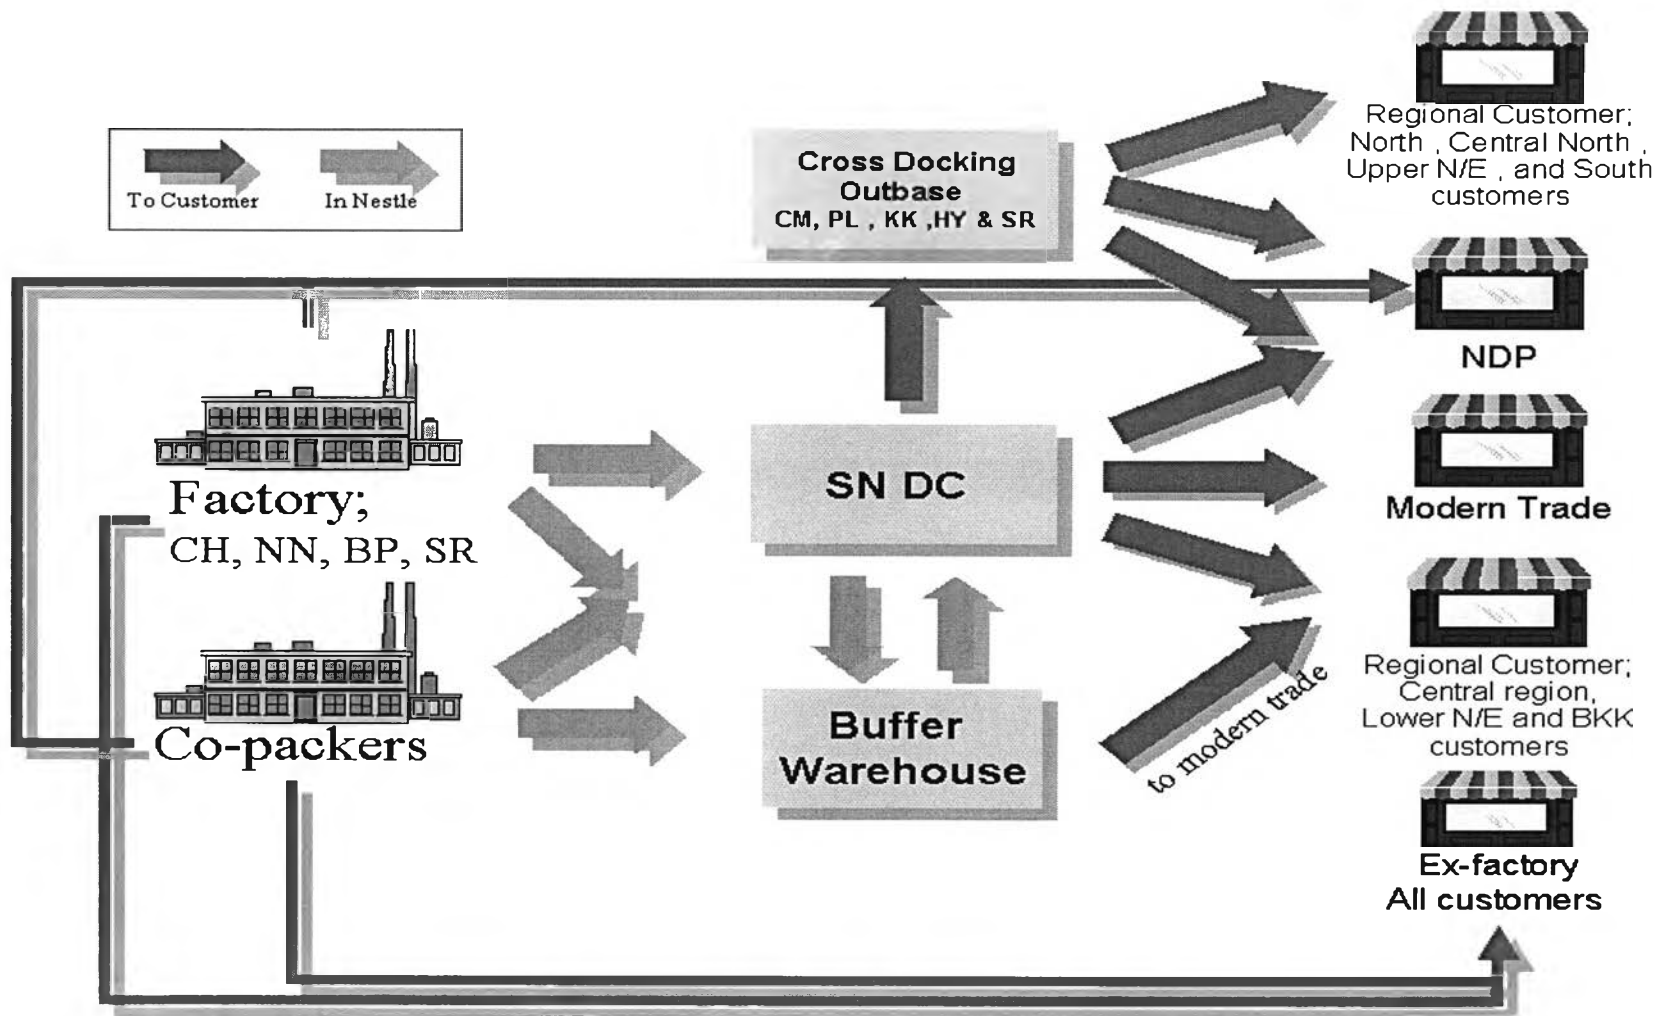 To Customer
In Nestle
Cross Docking
Outbase
CM, PL , KK ,HY & SR
Regional Customer;
North , Central North ,
Upper N/E , and South
customers
NDP
Factory;
CH, NN, BP, SR
SN DC
Modern Trade
Co-packers
Buffer
Warehouse
to modern trade
Regional Customer;
Central region,
Lower N/E and BKK
customers
Ex-factory
All customers